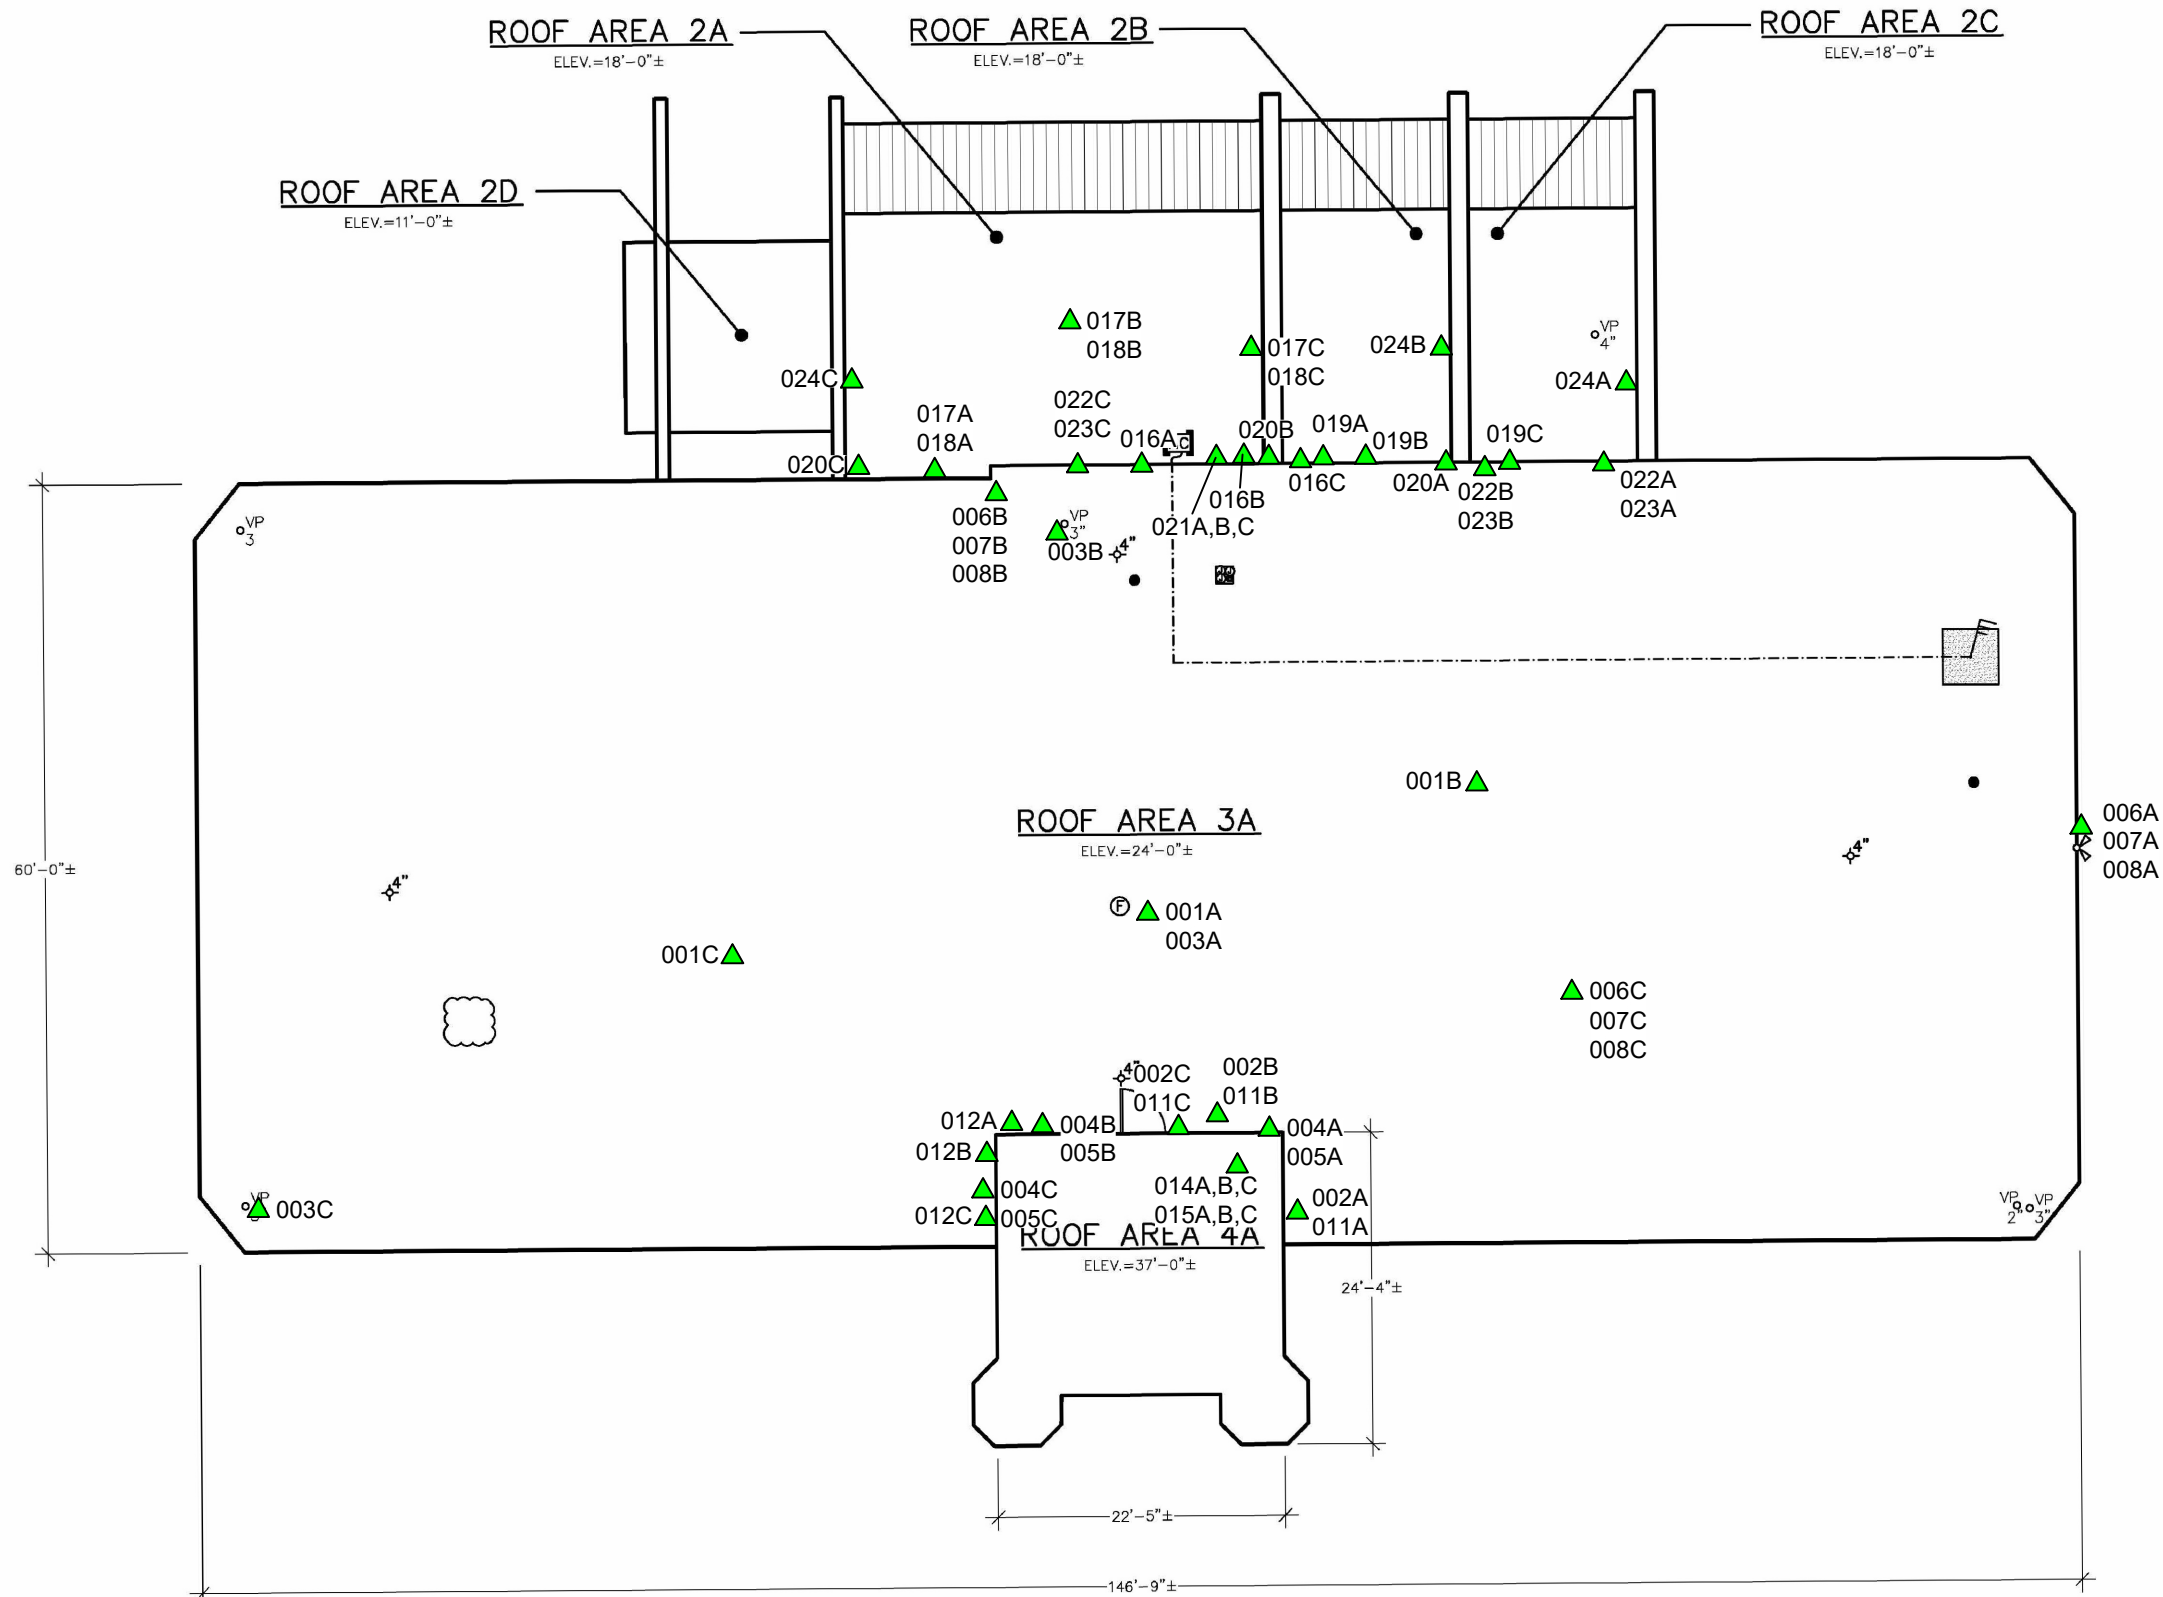 ROOF AREA 2A
ELEV.=18'-0"±
ROOF AREA 2B
ELEV.=18'-0"±
ROOF AREA 2C
ELEV.=18'-0"±
ROOF AREA 2D
ELEV.=11'-0"±
017B
018B
017C
018C
024B
VP
4"
024C
024A
017A
018A
022C
023C
016A
C
020B
019A
019B
019C
020C
016C
020A
022B
023B
022A
023A
016B
021A,B,C
006B
007B
008B
VP
3"
003B
4"
VP
3
001B
ROOF AREA 3A
ELEV.=24'-0"±
006A
007A
008A
4"
60'-0"±
4"
F
001A
003A
001C
006C
007C
008C
4"
002C
011C
002B
011B
012A
004B
005B
004A
005A
012B
004C
005C
012C
014A,B,C
015A,B,C
002A
011A
VP
003C
VP
2"
VP
3"
ROOF AREA 4A
ELEV.=37'-0"±
24'-4"±
22'-5"±
146'-9"±